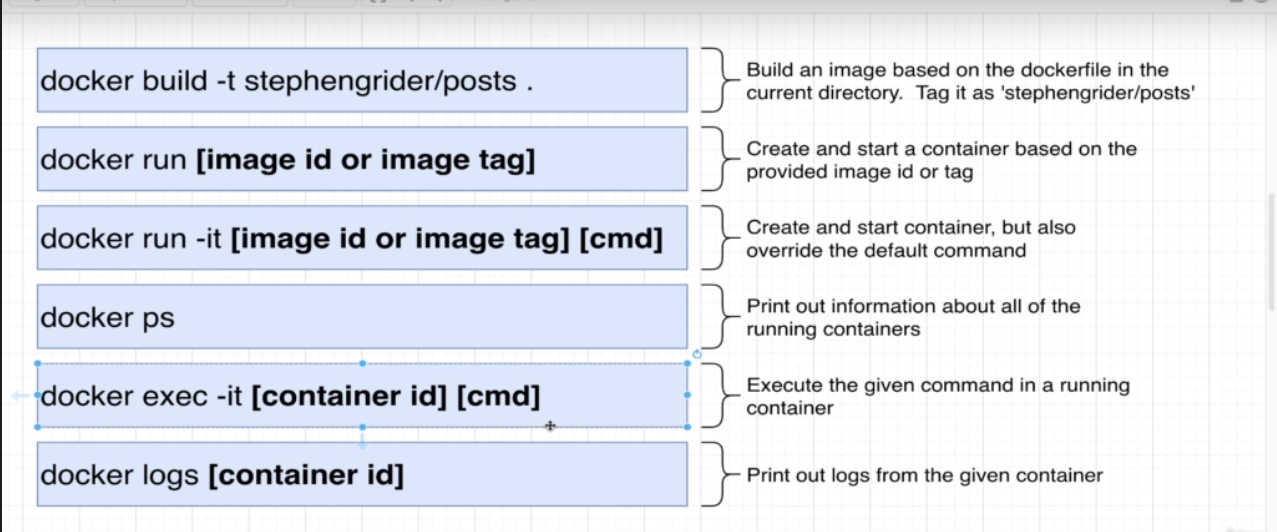 docker build -t stephengrider/posts .
Build an image based on the dockerfile in the
current directory.  Tag it as 'stephengrider/posts'
docker run [image id or image tag]
Create and start a container based on the
provided image id or tag
docker run -it [image id or image tag] [cmd]
Create and start container, but also
override the default command
docker ps
Print out information about all of the
running containers
docker exec -it [container id] [cmd]
Execute the given command in a running
container
docker logs [container id]
Print out logs from the given container